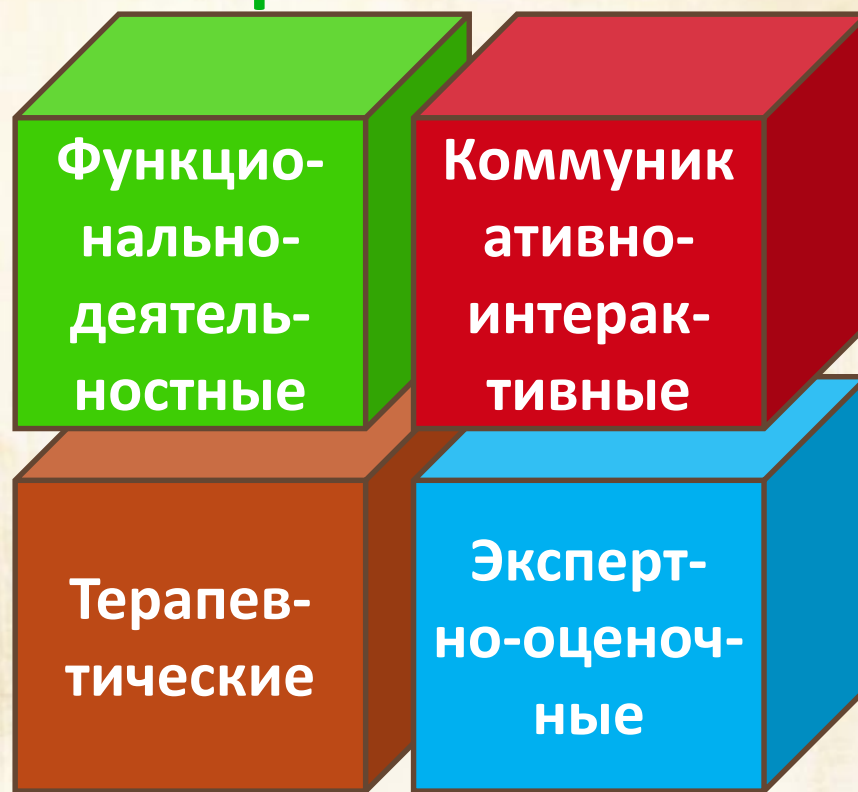 Функцио-
нально-
деятель-
ностные
Коммуник
ативно-
интерак-
тивные
Терапев-
тические
Эксперт-
но-оценоч-
ные